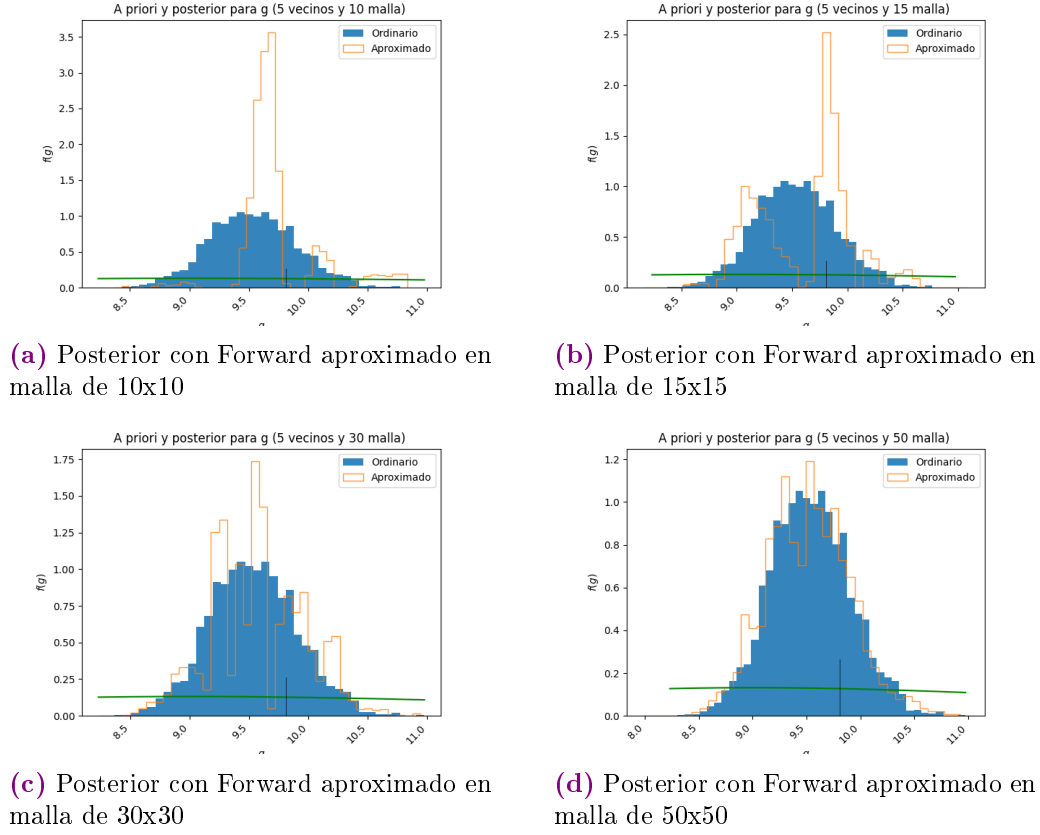 A priori y posterior para g (5 vecinos y 10 malla)
Ordinario
Aproximado
f(g)
3.5
3.0
2.5
2.0
1.5
1.0
0.5
0.0
8.5
9.0
9.5
10.0
10.5
11.0
(a) Posterior con Forward aproximado en
malla de 10x10
A priori y posterior para g (5 vecinos y 15 malla)
Ordinario
Aproximado
f(g)
2.5
2.0
1.5
1.0
0.5
0.0
8.5
9.0
9.5
10.0
10.5
11.0
(b) Posterior con Forward aproximado en
malla de 15x15
A priori y posterior para g (5 vecinos y 30 malla)
Ordinario
Aproximado
f(g)
1.75
1.50
1.25
1.00
0.75
0.50
0.25
0.00
8.5
9.0
9.5
10.0
10.5
11.0
(c) Posterior con Forward aproximado en
malla de 30x30
A priori y posterior para g (5 vecinos y 50 malla)
Ordinario
Aproximado
f(g)
1.2
1.0
0.8
0.6
0.4
0.2
0.0
8.0
8.5
9.0
9.5
10.0
10.5
11.0
(d) Posterior con Forward aproximado en
malla de 50x50